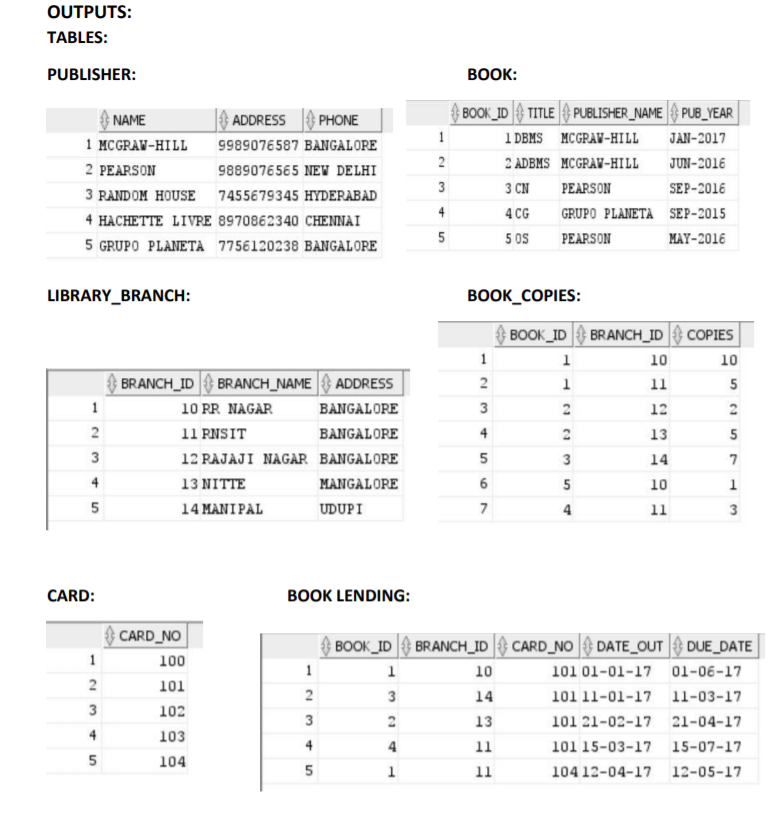 OUTPUTS:
TABLES:
PUBLISHER:
NAME ADDRESS PHONE
1 MCGRAW-HILL 9989076587 BANGALORE
2 PEARSON 9889076565 NEW DELHI
3 RANDOM HOUSE 7455679345 HYDERABAD
4 HACHETTE LIVRE 8970862340 CHENNAI
5 GRUPO PLANETA 7756120238 BANGALORE
BOOK:
BOOK_ID TITLE PUBLISHER_NAME PUB_YEAR
1 1 DBMS MCGRAW-HILL JAN-2017
2 2 ADBMS MCGRAW-HILL JUN-2016
3 3 CN PEARSON SEP-2016
4 4 CG GRUPO PLANETA SEP-2015
5 5 OS PEARSON MAY-2016
LIBRARY_BRANCH:
BRANCH_ID BRANCH_NAME ADDRESS
1 10 RR NAGAR BANGALORE
2 11 RNSIT BANGALORE
3 12 RAJAJI NAGAR BANGALORE
4 13 NITTE MANGALORE
5 14 MANIPAL UDUPI
BOOK_COPIES:
BOOK_ID BRANCH_ID COPIES
1 1 10 10
2 1 11 5
3 2 12 2
4 2 13 5
5 3 14 7
6 5 10 1
7 4 11 3
CARD:
CARD_NO
1 100
2 101
3 102
4 103
5 104
BOOK LENDING:
BOOK_ID BRANCH_ID CARD_NO DATE_OUT DUE_DATE
1 1 10 101 01-01-17 01-06-17
2 3 14 101 11-01-17 11-03-17
3 2 13 101 21-02-17 21-04-17
4 4 11 101 15-03-17 15-07-17
5 1 11 104 12-04-17 12-05-17